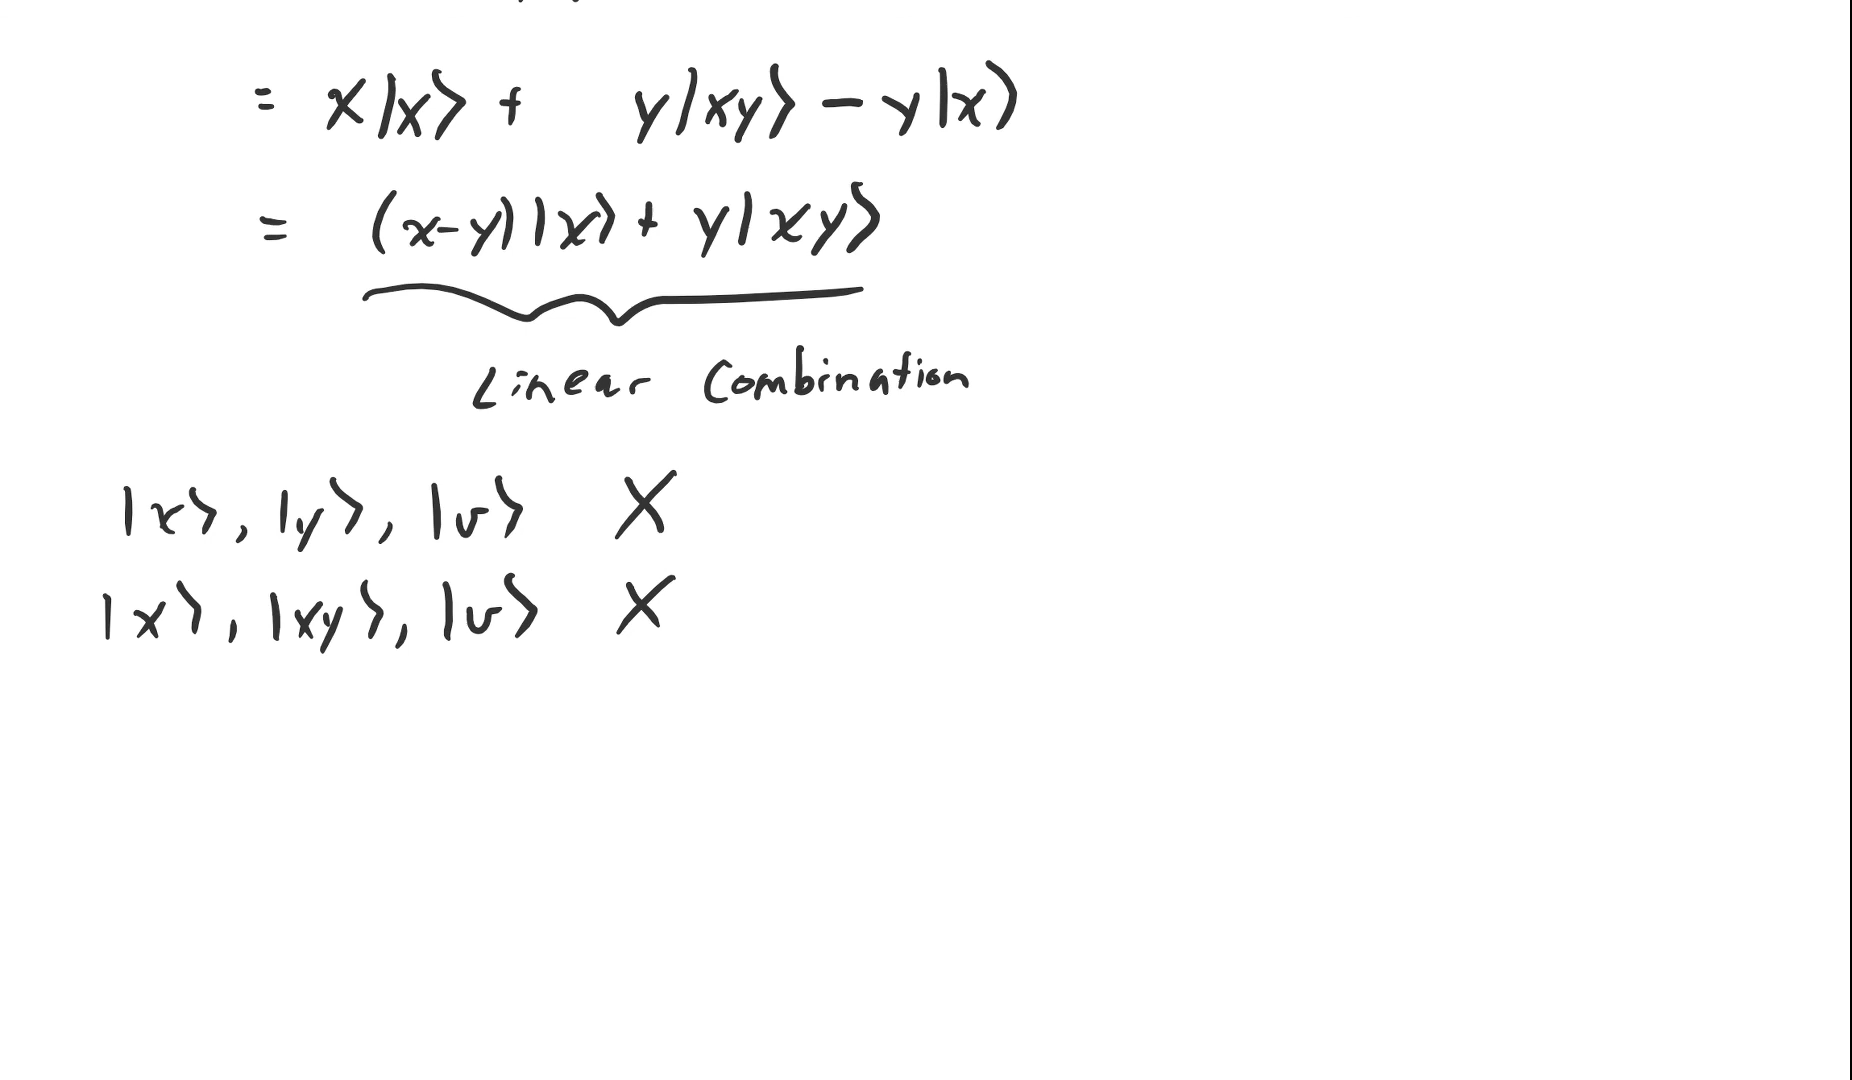 = x|x⟩ + y|xy⟩ − y|x⟩
= (x-y)|x⟩ + y|xy⟩
Linear Combination
|x⟩, |y⟩, |v⟩ X
|x⟩, |xy⟩, |v⟩ X